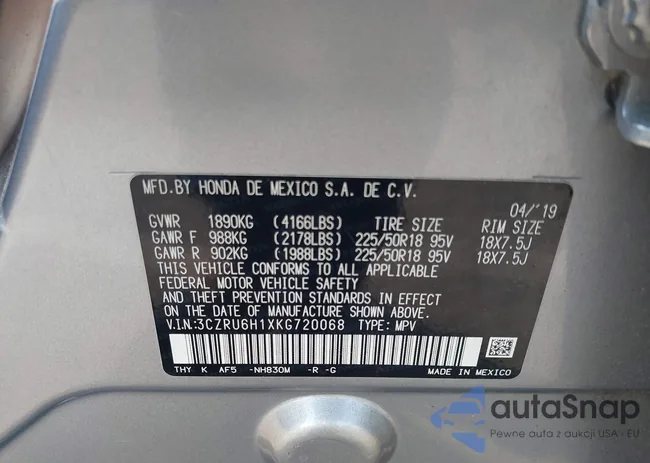 MFD.BY HONDA DE MEXICO S.A. DE C.V.
04/'19
GVWR 1890KG (4166LBS) TIRE SIZE RIM SIZE
GAWR F 988KG (2178LBS) 225/50R18 95V 18X7.5J
GAWR R 902KG (1988LBS) 225/50R18 95V 18X7.5J
THIS VEHICLE CONFORMS TO ALL APPLICABLE
FEDERAL MOTOR VEHICLE SAFETY
AND THEFT PREVENTION STANDARDS IN EFFECT
ON THE DATE OF MANUFACTURE SHOWN ABOVE.
V.I.N:3CZRU6H1XKG720068 TYPE: MPV
THY K AF5 -NH830M -R -G MADE IN MEXICO
autaSnap
Pewne auta z aukcji USA - EU